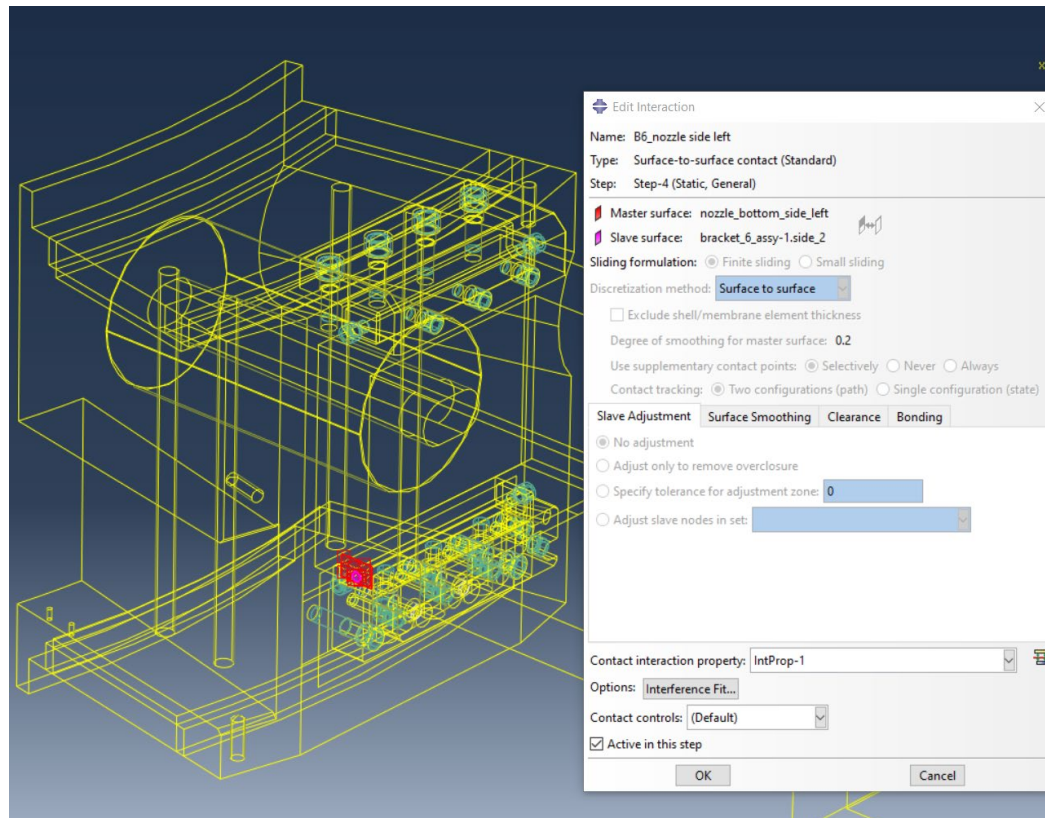 Edit Interaction
Name: B6_nozzle side left
Type: Surface-to-surface contact (Standard)
Step: Step-4 (Static, General)
Master surface: nozzle_bottom_side_left
Slave surface: bracket_6_assy-1.side_2
Sliding formulation: Finite sliding Small sliding
Discretization method: Surface to surface
Exclude shell/membrane element thickness
Degree of smoothing for master surface: 0.2
Use supplementary contact points: Selectively Never Always
Contact tracking: Two configurations (path) Single configuration (state)
Slave Adjustment Surface Smoothing Clearance Bonding
No adjustment
Adjust only to remove overclosure
Specify tolerance for adjustment zone: 0
Adjust slave nodes in set:
Contact interaction property: IntProp-1
Options: Interference Fit...
Contact controls: (Default)
Active in this step
OK Cancel